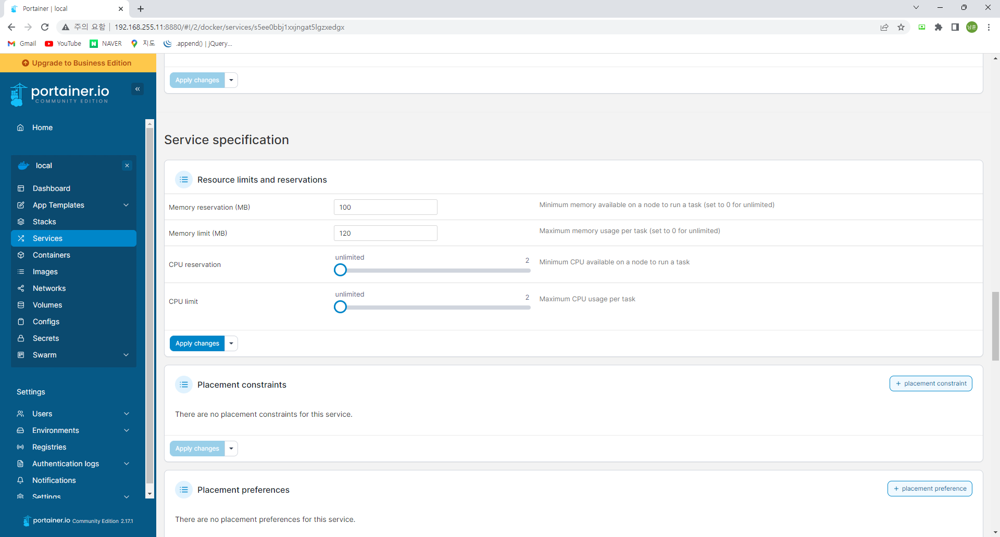 Portainer | local
주의 요함
192.168.255.11:8880/#!/2/docker/services/s5ee0bbj1xxjngat5lgzxedgx
남훈
Gmail
YouTube
NAVER
지도
.append() | jQuery...
Upgrade to Business Edition
portainer.io
COMMUNITY EDITION
Home
local
Dashboard
App Templates
Stacks
Services
Containers
Images
Networks
Volumes
Configs
Secrets
Swarm
Settings
Users
Environments
Registries
Authentication logs
Notifications
Settings
portainer.io Community Edition 2.17.1
Apply changes
Service specification
Resource limits and reservations
Memory reservation (MB)
100
Minimum memory available on a node to run a task (set to 0 for unlimited)
Memory limit (MB)
120
Maximum memory usage per task (set to 0 for unlimited)
CPU reservation
unlimited
2
Minimum CPU available on a node to run a task
CPU limit
unlimited
2
Maximum CPU usage per task
Apply changes
Placement constraints
+ placement constraint
There are no placement constraints for this service.
Apply changes
Placement preferences
+ placement preference
There are no placement preferences for this service.